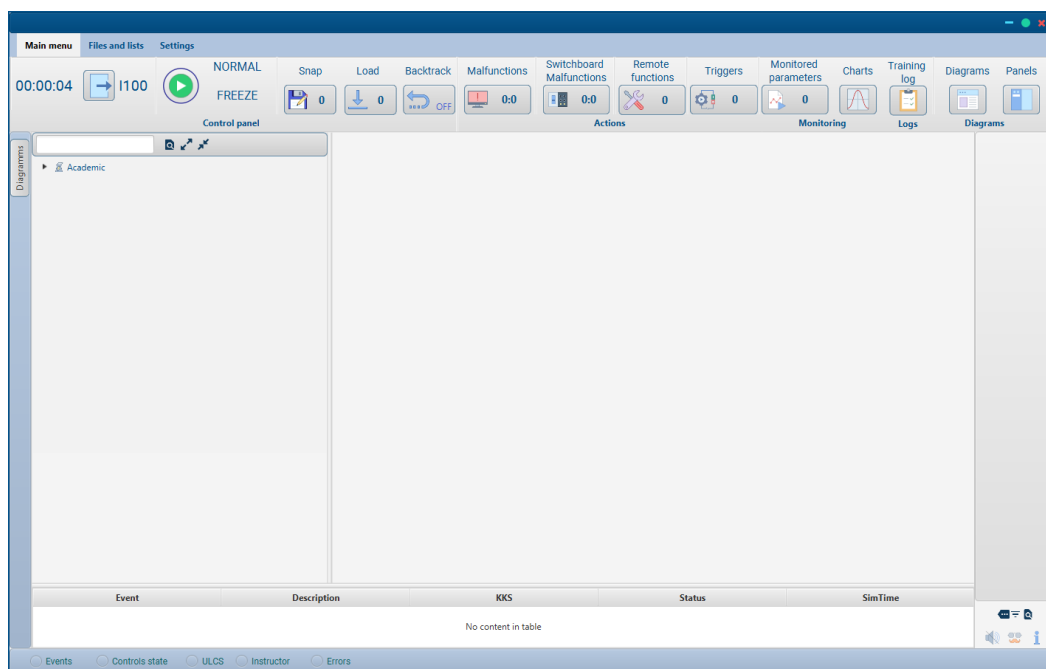 Main menu Files and lists Settings
00:00:04 I100 NORMAL FREEZE
Control panel
Snap 0
Load 0
Backtrack OFF
Malfunctions 0:0
Switchboard Malfunctions 0:0
Remote functions 0
Triggers 0
Actions
Monitored parameters 0
Charts
Monitoring
Training log
Logs
Diagrams Panels
Diagrams
Diagramms
Academic
Event Description KKS Status SimTime
No content in table
Events Controls state ULCS Instructor Errors